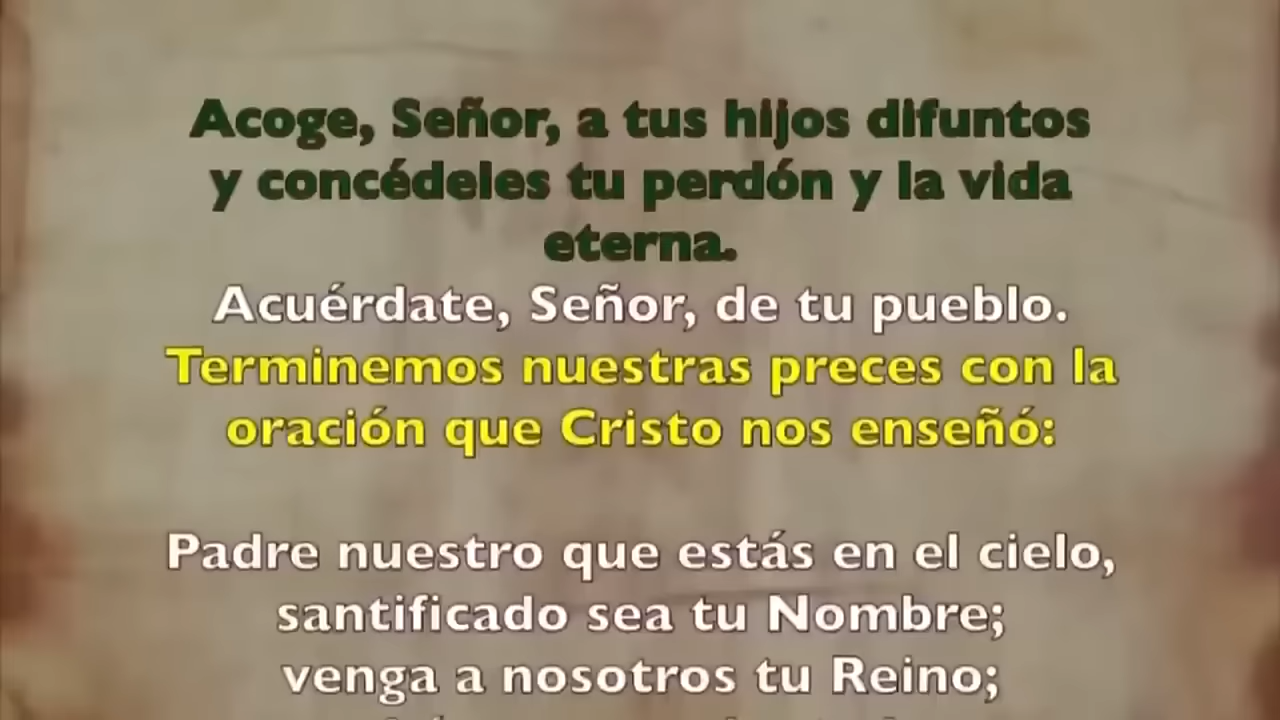 Acoge, Señor, a tus hijos difuntos
y concédeles tu perdón y la vida
eterna.
Acuérdate, Señor, de tu pueblo.
Terminemos nuestras preces con la
oración que Cristo nos enseñó:
Padre nuestro que estás en el cielo,
santificado sea tu Nombre;
venga a nosotros tu Reino;